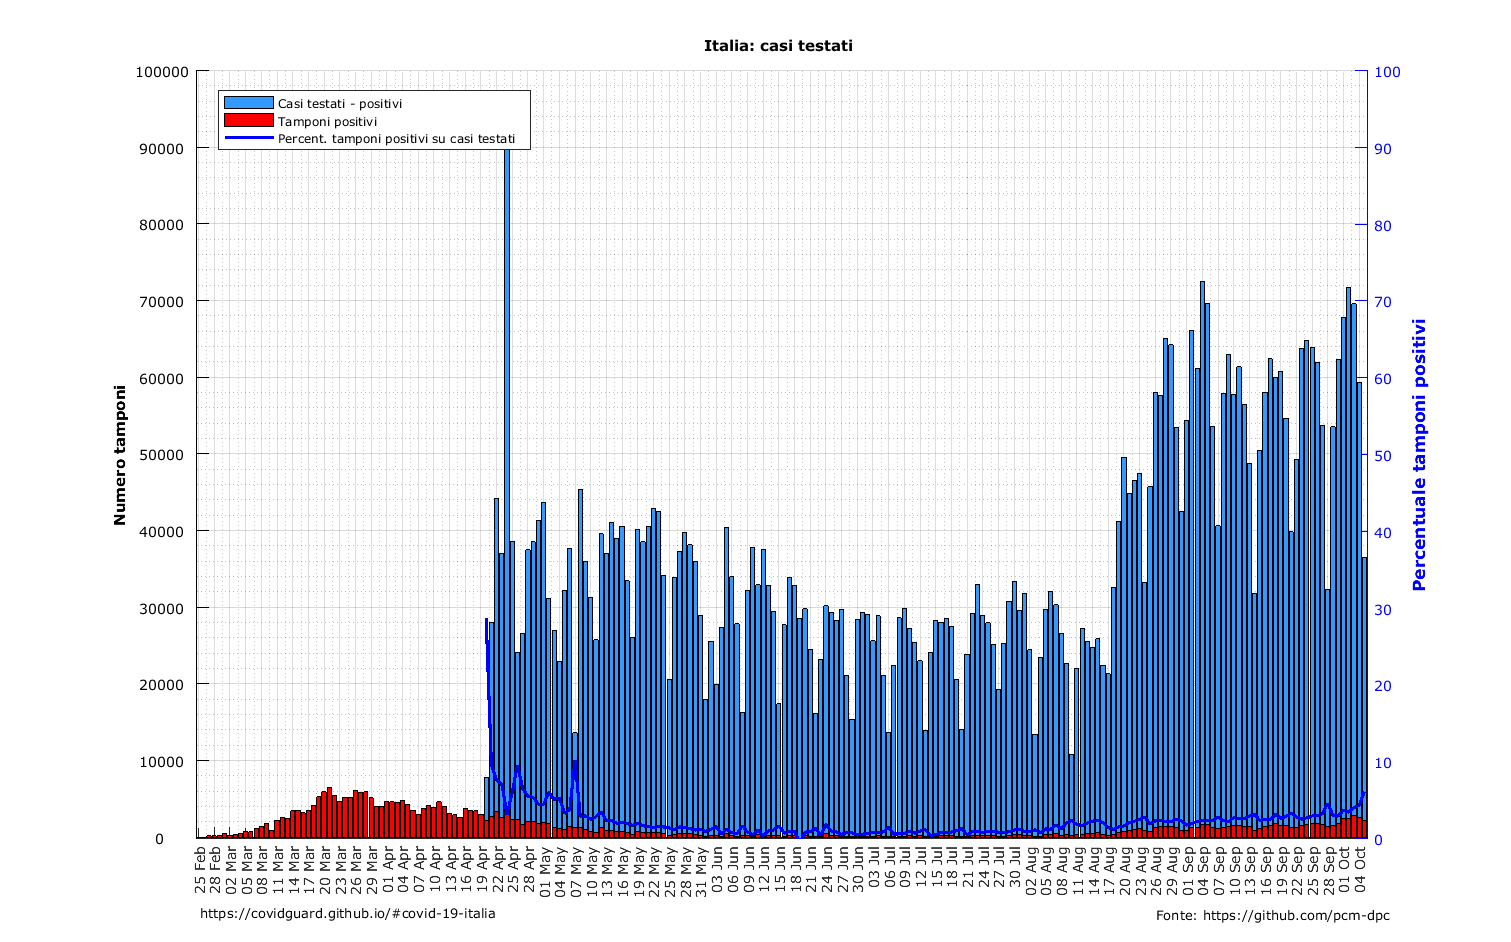 Italia: casi testati
100000
90000
80000
70000
60000
50000
40000
30000
20000
10000
0
Numero tamponi
Casi testati - positivi
Tamponi positivi
Percent. tamponi positivi su casi testati
100
90
80
70
60
50
40
30
20
10
0
Percentuale tamponi positivi
25 Feb
28 Feb
02 Mar
05 Mar
08 Mar
11 Mar
14 Mar
17 Mar
20 Mar
23 Mar
26 Mar
29 Mar
01 Apr
04 Apr
07 Apr
10 Apr
13 Apr
16 Apr
19 Apr
22 Apr
25 Apr
28 Apr
01 May
04 May
07 May
10 May
13 May
16 May
19 May
22 May
25 May
28 May
31 May
03 Jun
06 Jun
09 Jun
12 Jun
15 Jun
18 Jun
21 Jun
24 Jun
27 Jun
30 Jun
03 Jul
06 Jul
09 Jul
12 Jul
15 Jul
18 Jul
21 Jul
24 Jul
27 Jul
30 Jul
02 Aug
05 Aug
08 Aug
11 Aug
14 Aug
17 Aug
20 Aug
23 Aug
26 Aug
29 Aug
01 Sep
04 Sep
07 Sep
10 Sep
13 Sep
16 Sep
19 Sep
22 Sep
25 Sep
28 Sep
01 Oct
04 Oct
https://covidguard.github.io/#covid-19-italia
Fonte: https://github.com/pcm-dpc